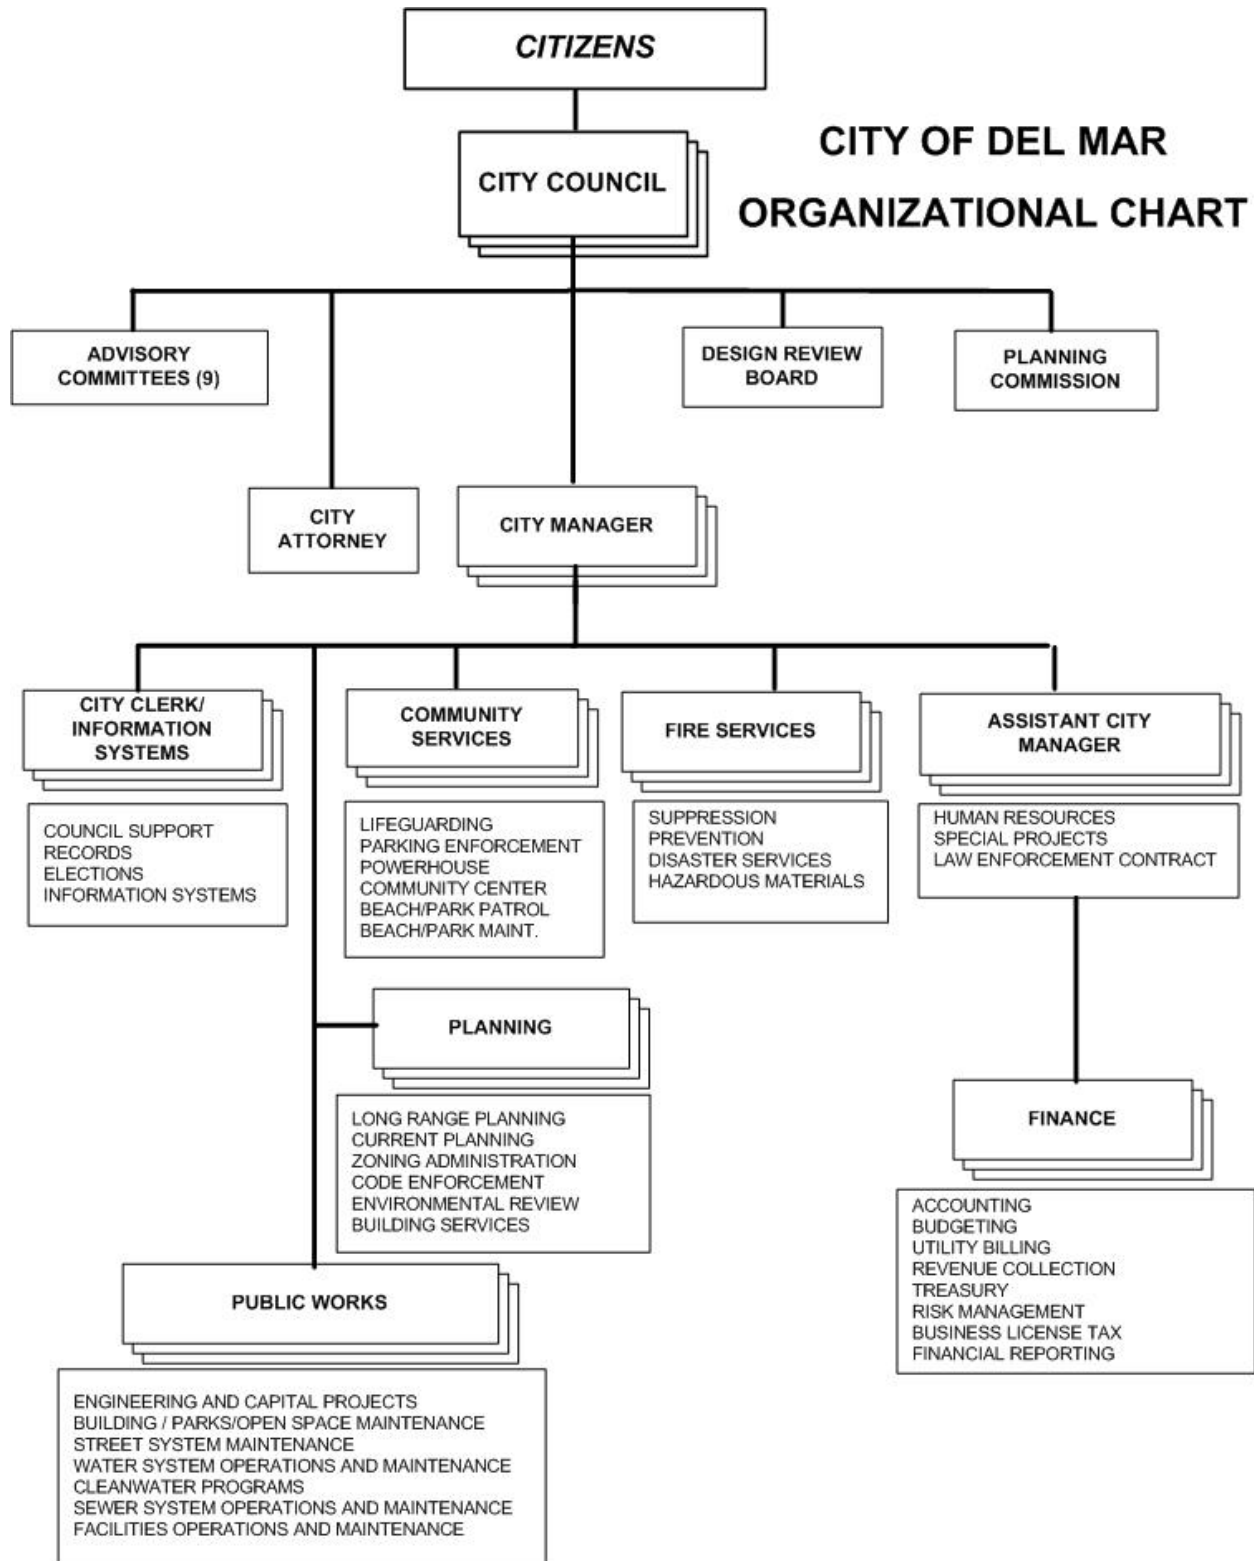 CITIZENS
CITY COUNCIL
CITY OF DEL MAR
ORGANIZATIONAL CHART
ADVISORY
COMMITTEES (9)
DESIGN REVIEW
BOARD
PLANNING
COMMISSION
CITY
ATTORNEY
CITY MANAGER
CITY CLERK/
INFORMATION
SYSTEMS
COUNCIL SUPPORT
RECORDS
ELECTIONS
INFORMATION SYSTEMS
COMMUNITY
SERVICES
LIFEGUARDING
PARKING ENFORCEMENT
POWERHOUSE
COMMUNITY CENTER
BEACH/PARK PATROL
BEACH/PARK MAINT.
FIRE SERVICES
SUPPRESSION
PREVENTION
DISASTER SERVICES
HAZARDOUS MATERIALS
ASSISTANT CITY
MANAGER
HUMAN RESOURCES
SPECIAL PROJECTS
LAW ENFORCEMENT CONTRACT
PLANNING
LONG RANGE PLANNING
CURRENT PLANNING
ZONING ADMINISTRATION
CODE ENFORCEMENT
ENVIRONMENTAL REVIEW
BUILDING SERVICES
FINANCE
ACCOUNTING
BUDGETING
UTILITY BILLING
REVENUE COLLECTION
TREASURY
RISK MANAGEMENT
BUSINESS LICENSE TAX
FINANCIAL REPORTING
PUBLIC WORKS
ENGINEERING AND CAPITAL PROJECTS
BUILDING / PARKS/OPEN SPACE MAINTENANCE
STREET SYSTEM MAINTENANCE
WATER SYSTEM OPERATIONS AND MAINTENANCE
CLEANWATER PROGRAMS
SEWER SYSTEM OPERATIONS AND MAINTENANCE
FACILITIES OPERATIONS AND MAINTENANCE